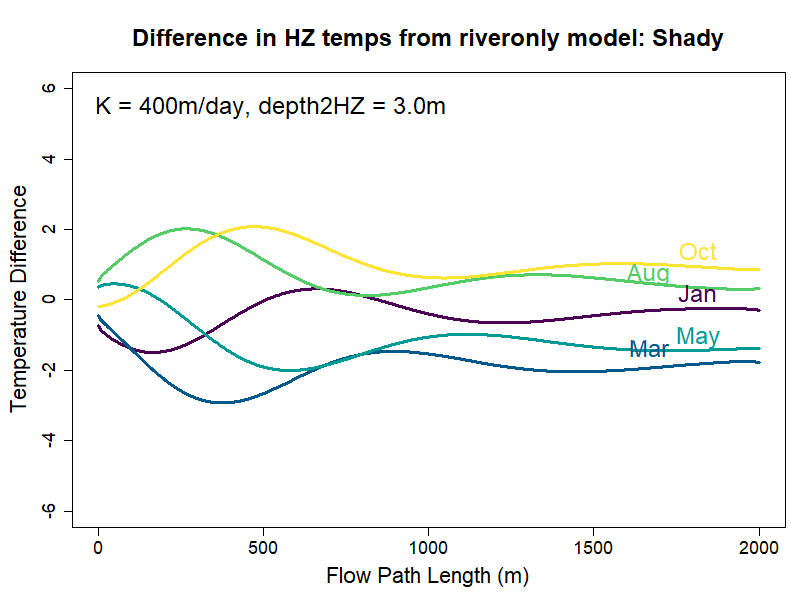 Difference in HZ temps from riveronly model: Shady
K = 400m/day, depth2HZ = 3.0m
Temperature Difference
6
4
2
0
-2
-4
-6
Oct
Aug
Jan
May
Mar
0 500 1000 1500 2000
Flow Path Length (m)